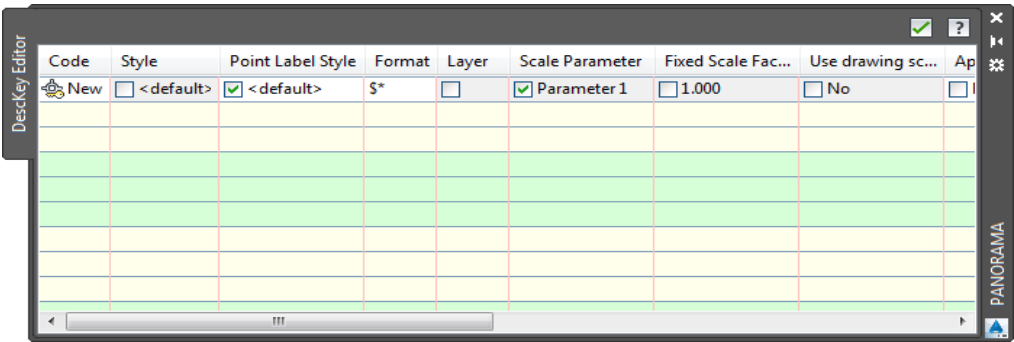 DescKey Editor
?
Code Style Point Label Style Format Layer Scale Parameter Fixed Scale Fac... Use drawing sc... Ap
New <default> <default> $* Parameter 1 1.000 No
PANORAMA